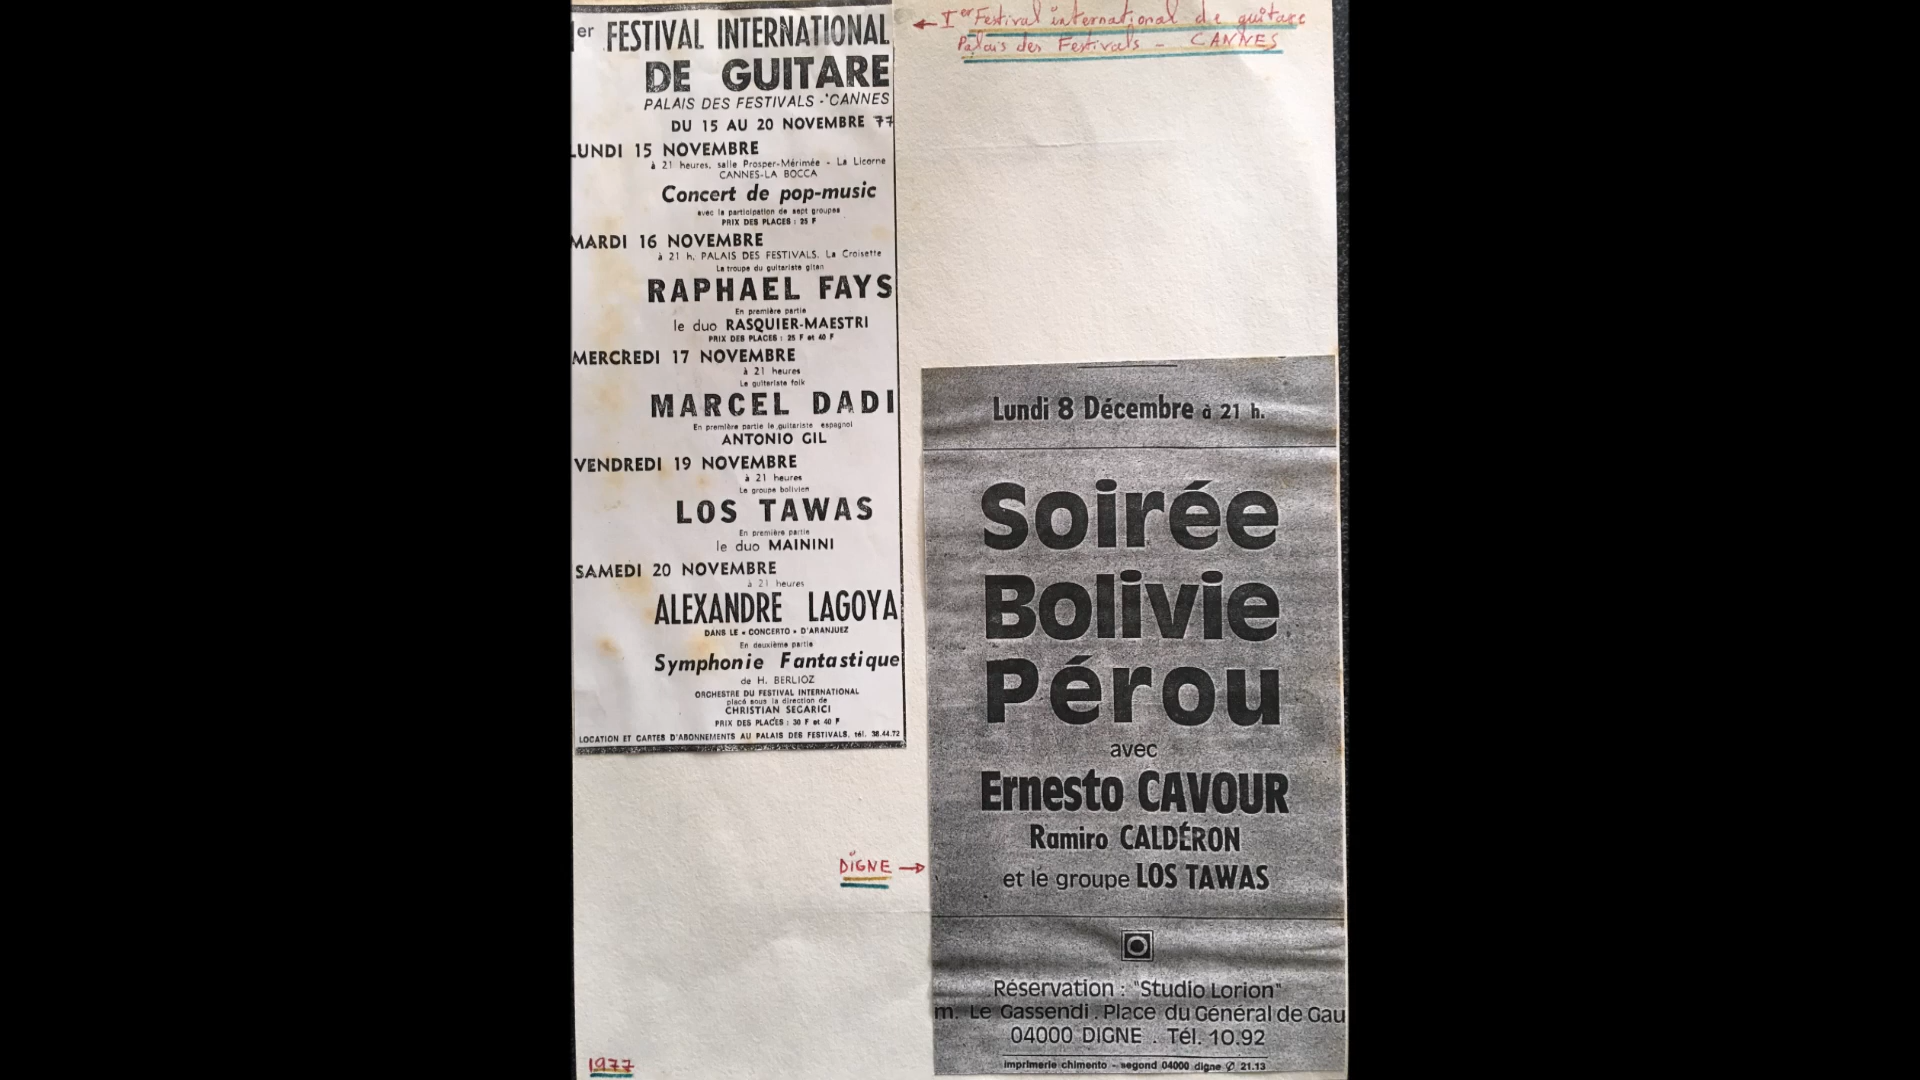 1er FESTIVAL INTERNATIONAL
DE GUITARE
PALAIS DES FESTIVALS - CANNES
DU 15 AU 20 NOVEMBRE 77
LUNDI 15 NOVEMBRE
à 21 heures, salle Prosper-Mérimée - La Licorne
CANNES-LA BOCCA
Concert de pop-music
avec la participation de sept groupes
PRIX DES PLACES : 25 F
MARDI 16 NOVEMBRE
à 21 h, PALAIS DES FESTIVALS, La Croisette
La troupe du guitariste gitan
RAPHAEL FAYS
En première partie
le duo RASQUIER-MAESTRI
PRIX DES PLACES : 25 F et 40 F
MERCREDI 17 NOVEMBRE
à 21 heures
Le guitariste folk
MARCEL DADI
En première partie le guitariste espagnol
ANTONIO GIL
VENDREDI 19 NOVEMBRE
à 21 heures
Le groupe bolivien
LOS TAWAS
En première partie
le duo MAININI
SAMEDI 20 NOVEMBRE
à 21 heures
ALEXANDRE LAGOYA
DANS LE « CONCERTO » D'ARANJUEZ
En deuxième partie
Symphonie Fantastique
de H. BERLIOZ
ORCHESTRE DU FESTIVAL INTERNATIONAL
placé sous la direction de
CHRISTIAN SEGARICI
PRIX DES PLACES : 30 F et 40 F
LOCATION ET CARTES D'ABONNEMENTS AU PALAIS DES FESTIVALS, tél. 38.44.72
← Ier Festival international de guitare
Palais des Festivals - CANNES
Lundi 8 Décembre à 21 h.
Soirée
Bolivie
Pérou
avec
Ernesto CAVOUR
Ramiro CALDÉRON
et le groupe LOS TAWAS
DIGNE →
Réservation : "Studio Lorion"
m. Le Gassendi . Place du Général de Gau
04000 DIGNE . Tél. 10.92
imprimerie chimento - segond 04000 digne ✆ 21.13
1977